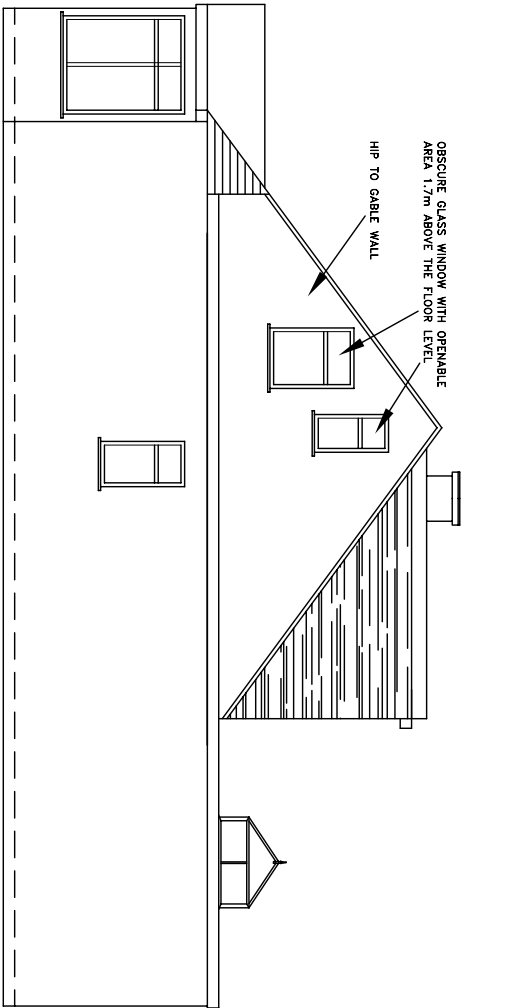 OBSCURE GLASS WINDOW WITH OPENABLE
AREA 1.7m ABOVE THE FLOOR LEVEL
HIP TO GABLE WALL